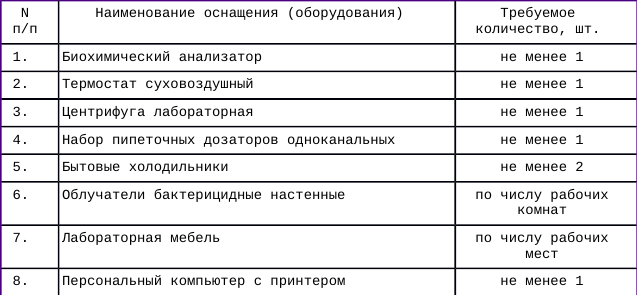 N Наименование оснащения (оборудования) Требуемое
п/п количество, шт.
1. Биохимический анализатор не менее 1
2. Термостат суховоздушный не менее 1
3. Центрифуга лабораторная не менее 1
4. Набор пипеточных дозаторов одноканальных не менее 1
5. Бытовые холодильники не менее 2
6. Облучатели бактерицидные настенные по числу рабочих
комнат
7. Лабораторная мебель по числу рабочих
мест
8. Персональный компьютер с принтером не менее 1